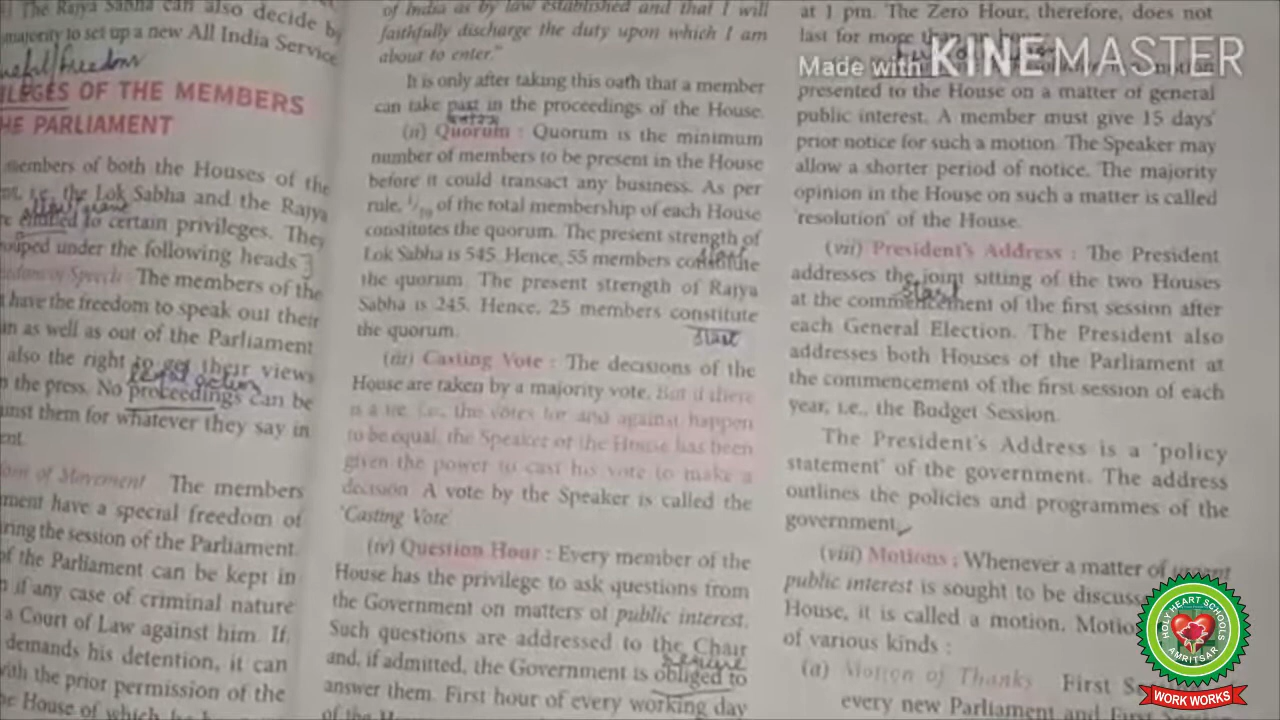 The Rajya Sabha can also decide by
majority to set up a new All India Service
useful/freedom
ILEGES OF THE MEMBERS
HE PARLIAMENT
members of both the Houses of the
i.e., the Lok Sabha and the Rajya
entitled to certain privileges. They
ouped under the following heads
of Speech : The members of the
have the freedom to speak out their
as well as out of the Parliament
also the right to get their views
legal action
n the press. No proceedings can be
inst them for whatever they say in
ent.
of Movement The members
ment have a special freedom of
ring the session of the Parliament.
of the Parliament can be kept in
if any case of criminal nature
a Court of Law against him. If
demands his detention, it can
with the prior permission of the
House of which he
of India as by law established and that I will
faithfully discharge the duty upon which I am
about to enter."
It is only after taking this oath that a member
can take part in the proceedings of the House.
(ii) Quorum : Quorum is the minimum
number of members to be present in the House
before it could transact any business. As per
rule, 1/10 of the total membership of each House
constitutes the quorum. The present strength of
Lok Sabha is 545. Hence, 55 members constitute
the quorum. The present strength of Rajya
Sabha is 245. Hence, 25 members constitute
start
the quorum.
(iii) Casting Vote : The decisions of the
House are taken by a majority vote. But if there
is a tie, i.e., the votes for and against happen
to be equal, the Speaker of the House has been
given the power to cast his vote to make a
decision. A vote by the Speaker is called the
'Casting Vote'
(iv) Question Hour : Every member of the
House has the privilege to ask questions from
the Government on matters of public interest.
Such questions are addressed to the Chair
and, if admitted, the Government is obliged to
answer them. First hour of every working day
of the
at 1 pm. The Zero Hour, therefore, does not
last for more than an hour.
motion
presented to the House on a matter of general
public interest. A member must give 15 days'
prior notice for such a motion. The Speaker may
allow a shorter period of notice. The majority
opinion in the House on such a matter is called
'resolution' of the House.
(vii) President's Address : The President
addresses the joint sitting of the two Houses
start
at the commencement of the first session after
each General Election. The President also
addresses both Houses of the Parliament at
the commencement of the first session of each
year, i.e., the Budget Session.
The President's Address is a 'policy
statement' of the government. The address
outlines the policies and programmes of the
government.
(viii) Motions : Whenever a matter of urgent
public interest is sought to be discuss
House, it is called a motion. Motio
of various kinds :
(a) Motion of Thanks First S
every new Parliament and First
Made with KINEMASTER
HOLY HEART SCHOOLS
AMRITSAR
WORK WORKS